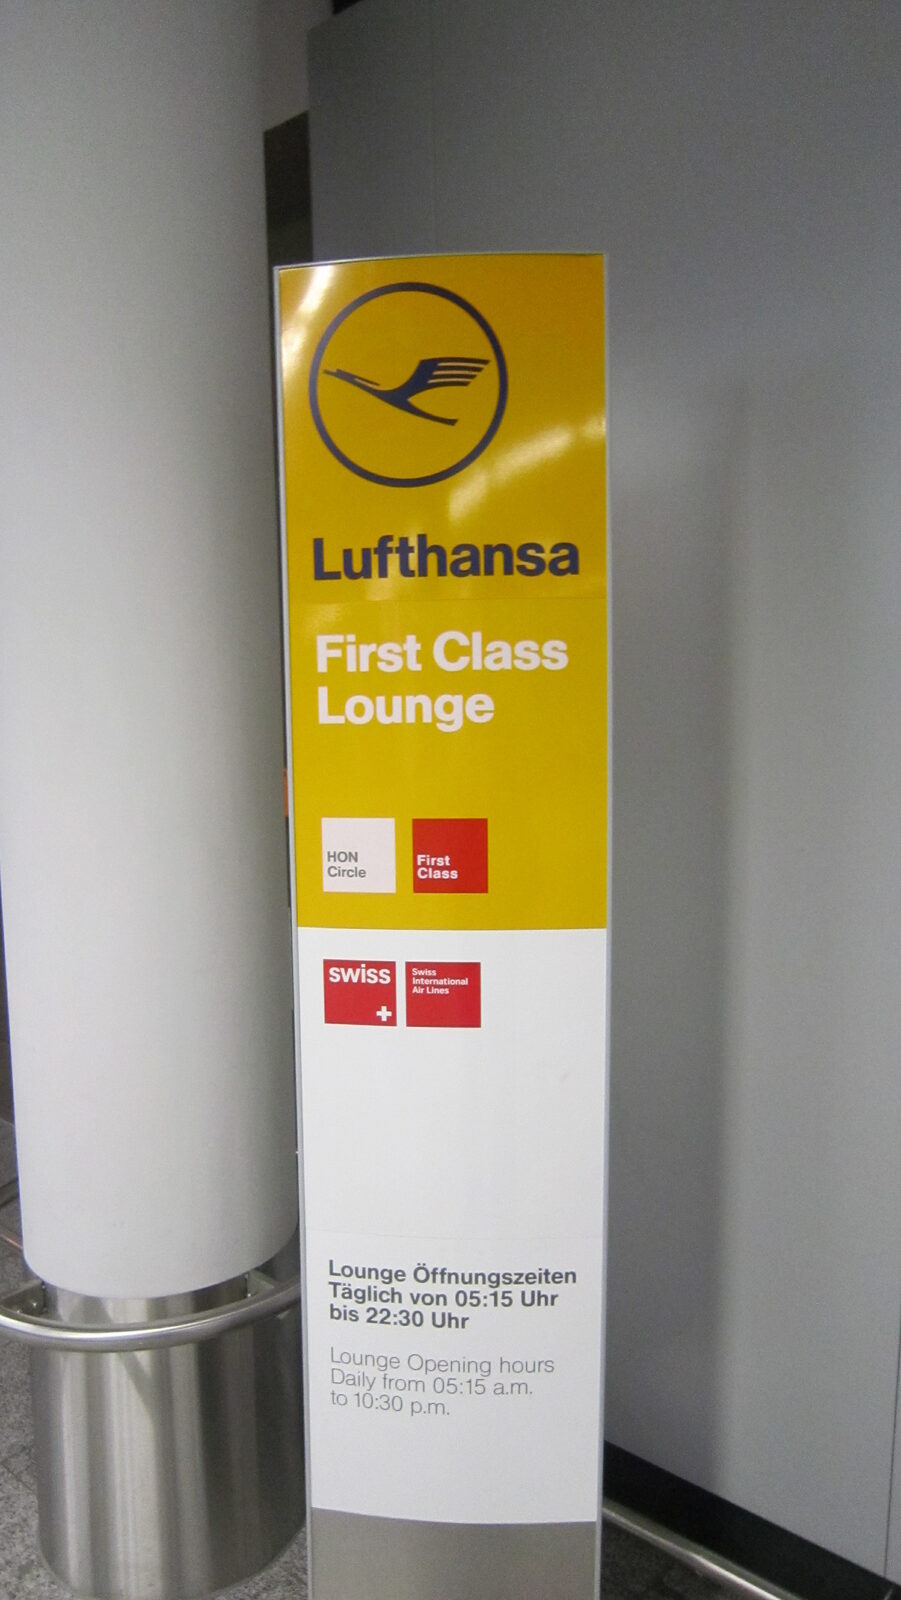 Lufthansa
First Class
Lounge
HON
Circle
First
Class
swiss
Swiss
International
Air Lines
Lounge Öffnungszeiten
Täglich von 05:15 Uhr
bis 22:30 Uhr
Lounge Opening hours
Daily from 05:15 a.m.
to 10:30 p.m.